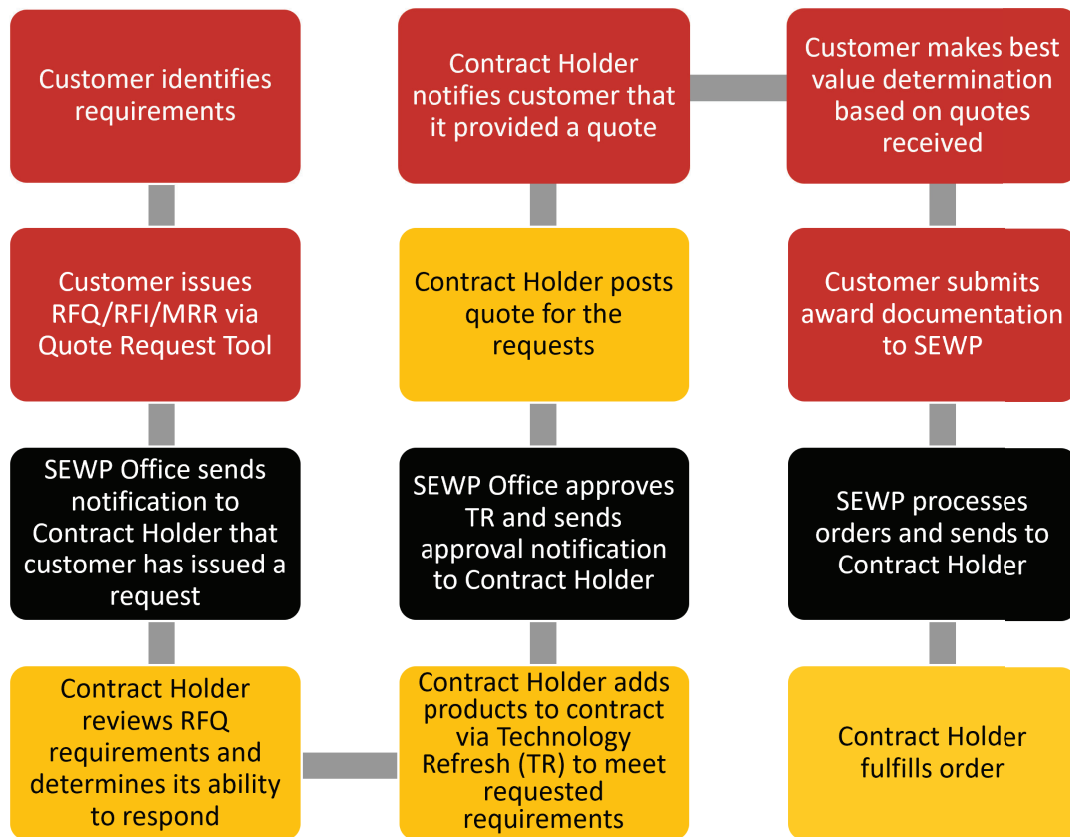 Customer identifies
requirements
Customer issues
RFQ/RFI/MRR via
Quote Request Tool
SEWP Office sends
notification to
Contract Holder that
customer has issued a
request
Contract Holder
reviews RFQ
requirements and
determines its ability
to respond
Contract Holder adds
products to contract
via Technology
Refresh (TR) to meet
requested
requirements
SEWP Office approves
TR and sends
approval notification
to Contract Holder
Contract Holder posts
quote for the
requests
Contract Holder
notifies customer that
it provided a quote
Customer makes best
value determination
based on quotes
received
Customer submits
award documentation
to SEWP
SEWP processes
orders and sends to
Contract Holder
Contract Holder
fulfills order